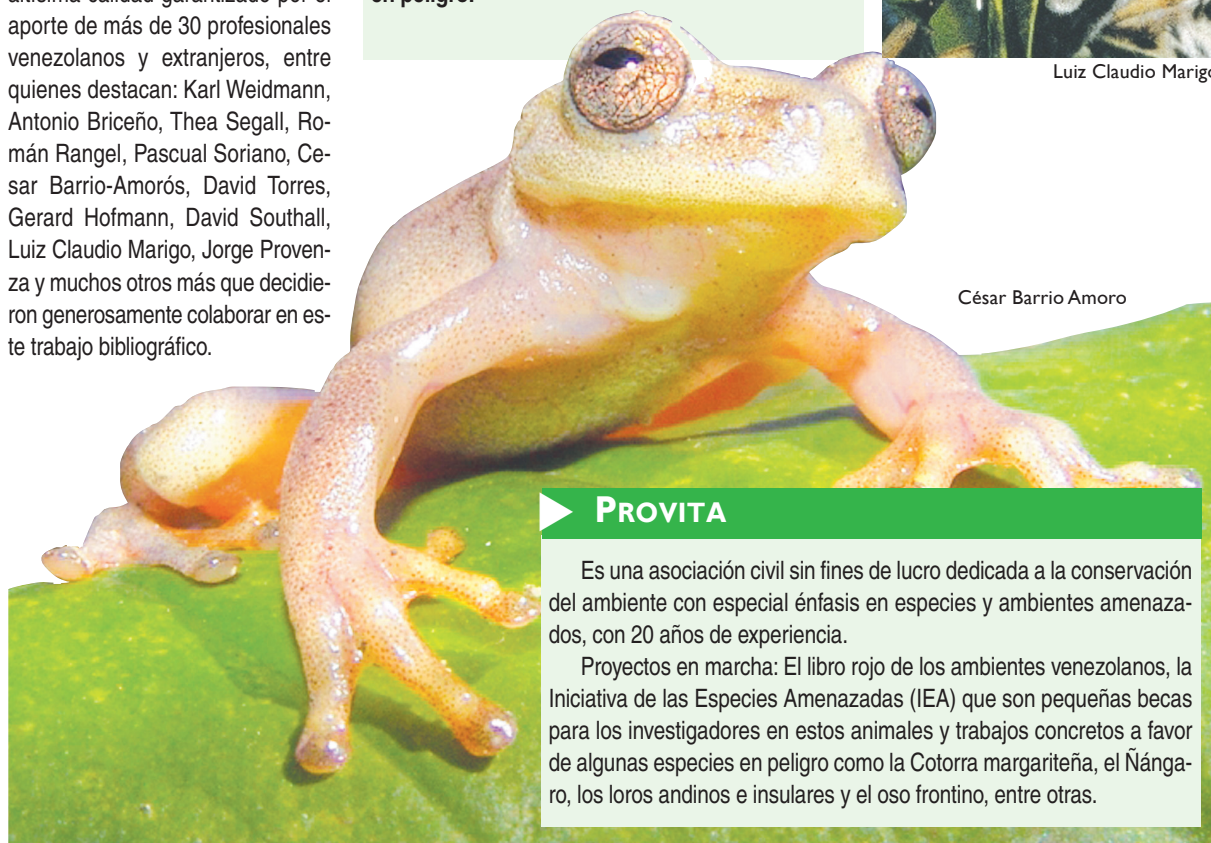 altísima calidad garantizado por el
aporte de más de 30 profesionales
venezolanos y extranjeros, entre
quienes destacan: Karl Weidmann,
Antonio Briceño, Thea Segall, Ro-
mán Rangel, Pascual Soriano, Ce-
sar Barrio-Amorós, David Torres,
Gerard Hofmann, David Southall,
Luiz Claudio Marigo, Jorge Proven-
za y muchos otros más que decidie-
ron generosamente colaborar en es-
te trabajo bibliográfico.
en peligro.
Luiz Claudio Marigo
César Barrio Amoro
PROVITA
Es una asociación civil sin fines de lucro dedicada a la conservación
del ambiente con especial énfasis en especies y ambientes amenaza-
dos, con 20 años de experiencia.
Proyectos en marcha: El libro rojo de los ambientes venezolanos, la
Iniciativa de las Especies Amenazadas (IEA) que son pequeñas becas
para los investigadores en estos animales y trabajos concretos a favor
de algunas especies en peligro como la Cotorra margariteña, el Ñánga-
ro, los loros andinos e insulares y el oso frontino, entre otras.